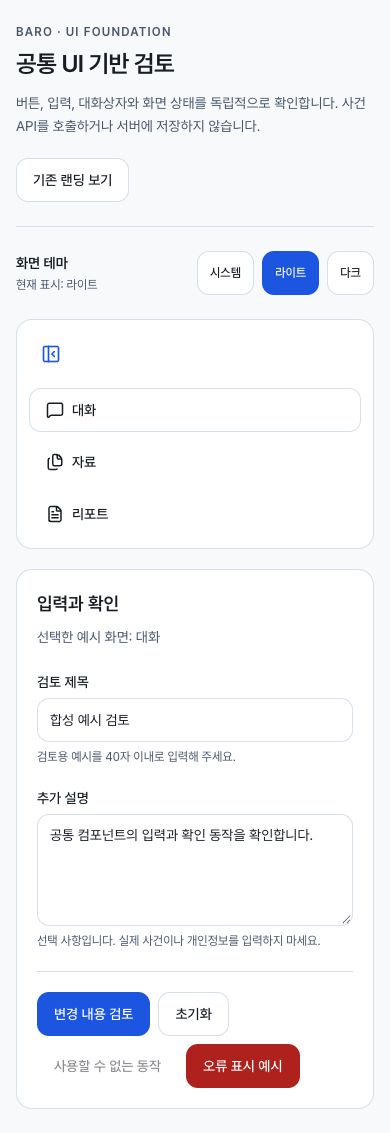 BARO · UI FOUNDATION
공통 UI 기반 검토
버튼, 입력, 대화상자와 화면 상태를 독립적으로 확인합니다. 사건
API를 호출하거나 서버에 저장하지 않습니다.
기존 랜딩 보기
화면 테마
현재 표시: 라이트
시스템
라이트
다크
대화
자료
리포트
입력과 확인
선택한 예시 화면: 대화
검토 제목
합성 예시 검토
검토용 예시를 40자 이내로 입력해 주세요.
추가 설명
공통 컴포넌트의 입력과 확인 동작을 확인합니다.
선택 사항입니다. 실제 사건이나 개인정보를 입력하지 마세요.
변경 내용 검토
초기화
사용할 수 없는 동작
오류 표시 예시